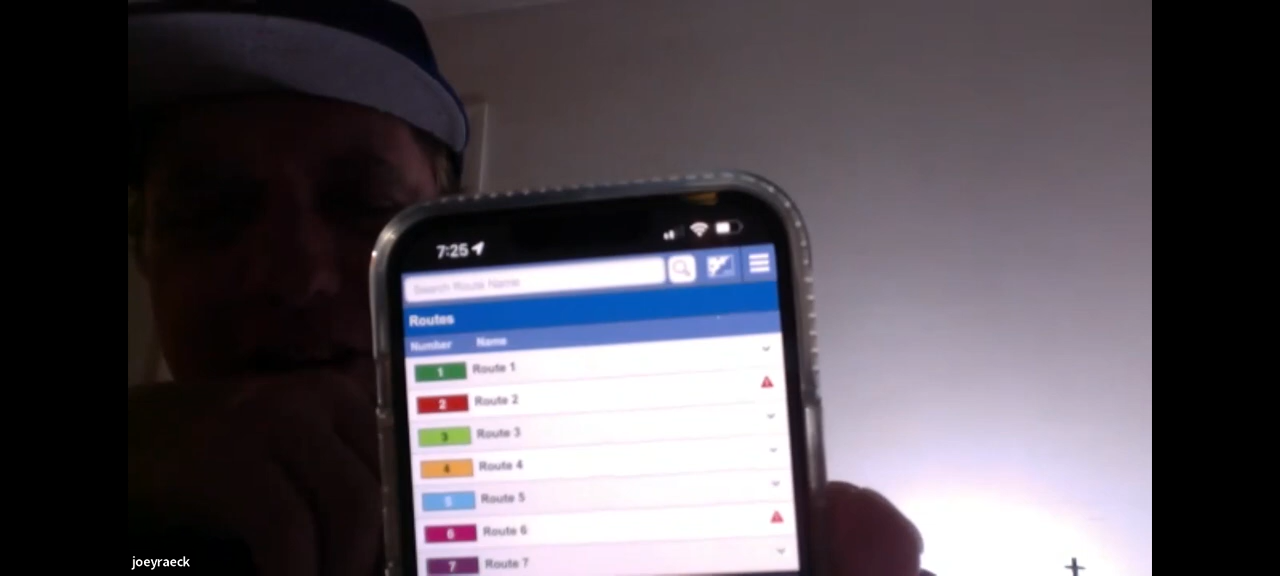 7:25
Search Route Name
Routes
Number Name
1 Route 1
2 Route 2
3 Route 3
4 Route 4
5 Route 5
6 Route 6
7 Route 7
joeyraeck